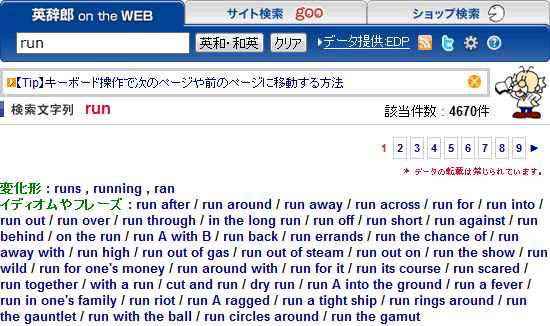 英辞郎 on the WEB サイト検索 goo ショップ検索
run 英和・和英 クリア データ提供:EDP
【Tip】キーボード操作で次のページや前のページに移動する方法
検索文字列 run 該当件数 : 4670件
1 2 3 4 5 6 7 8 9
* データの転載は禁じられています。
変化形 : runs , running , ran
イディオムやフレーズ : run after / run around / run away / run across / run for / run into /
run out / run over / run through / in the long run / run off / run short / run against / run
behind / on the run / run A with B / run back / run errands / run the chance of / run
away with / run high / run out of gas / run out of steam / run out on / run the show / run
wild / run for one's money / run around with / run for it / run its course / run scared /
run together / with a run / cut and run / dry run / run A into the ground / run a fever /
run in one's family / run riot / run A ragged / run a tight ship / run rings around / run
the gauntlet / run with the ball / run circles around / run the gamut